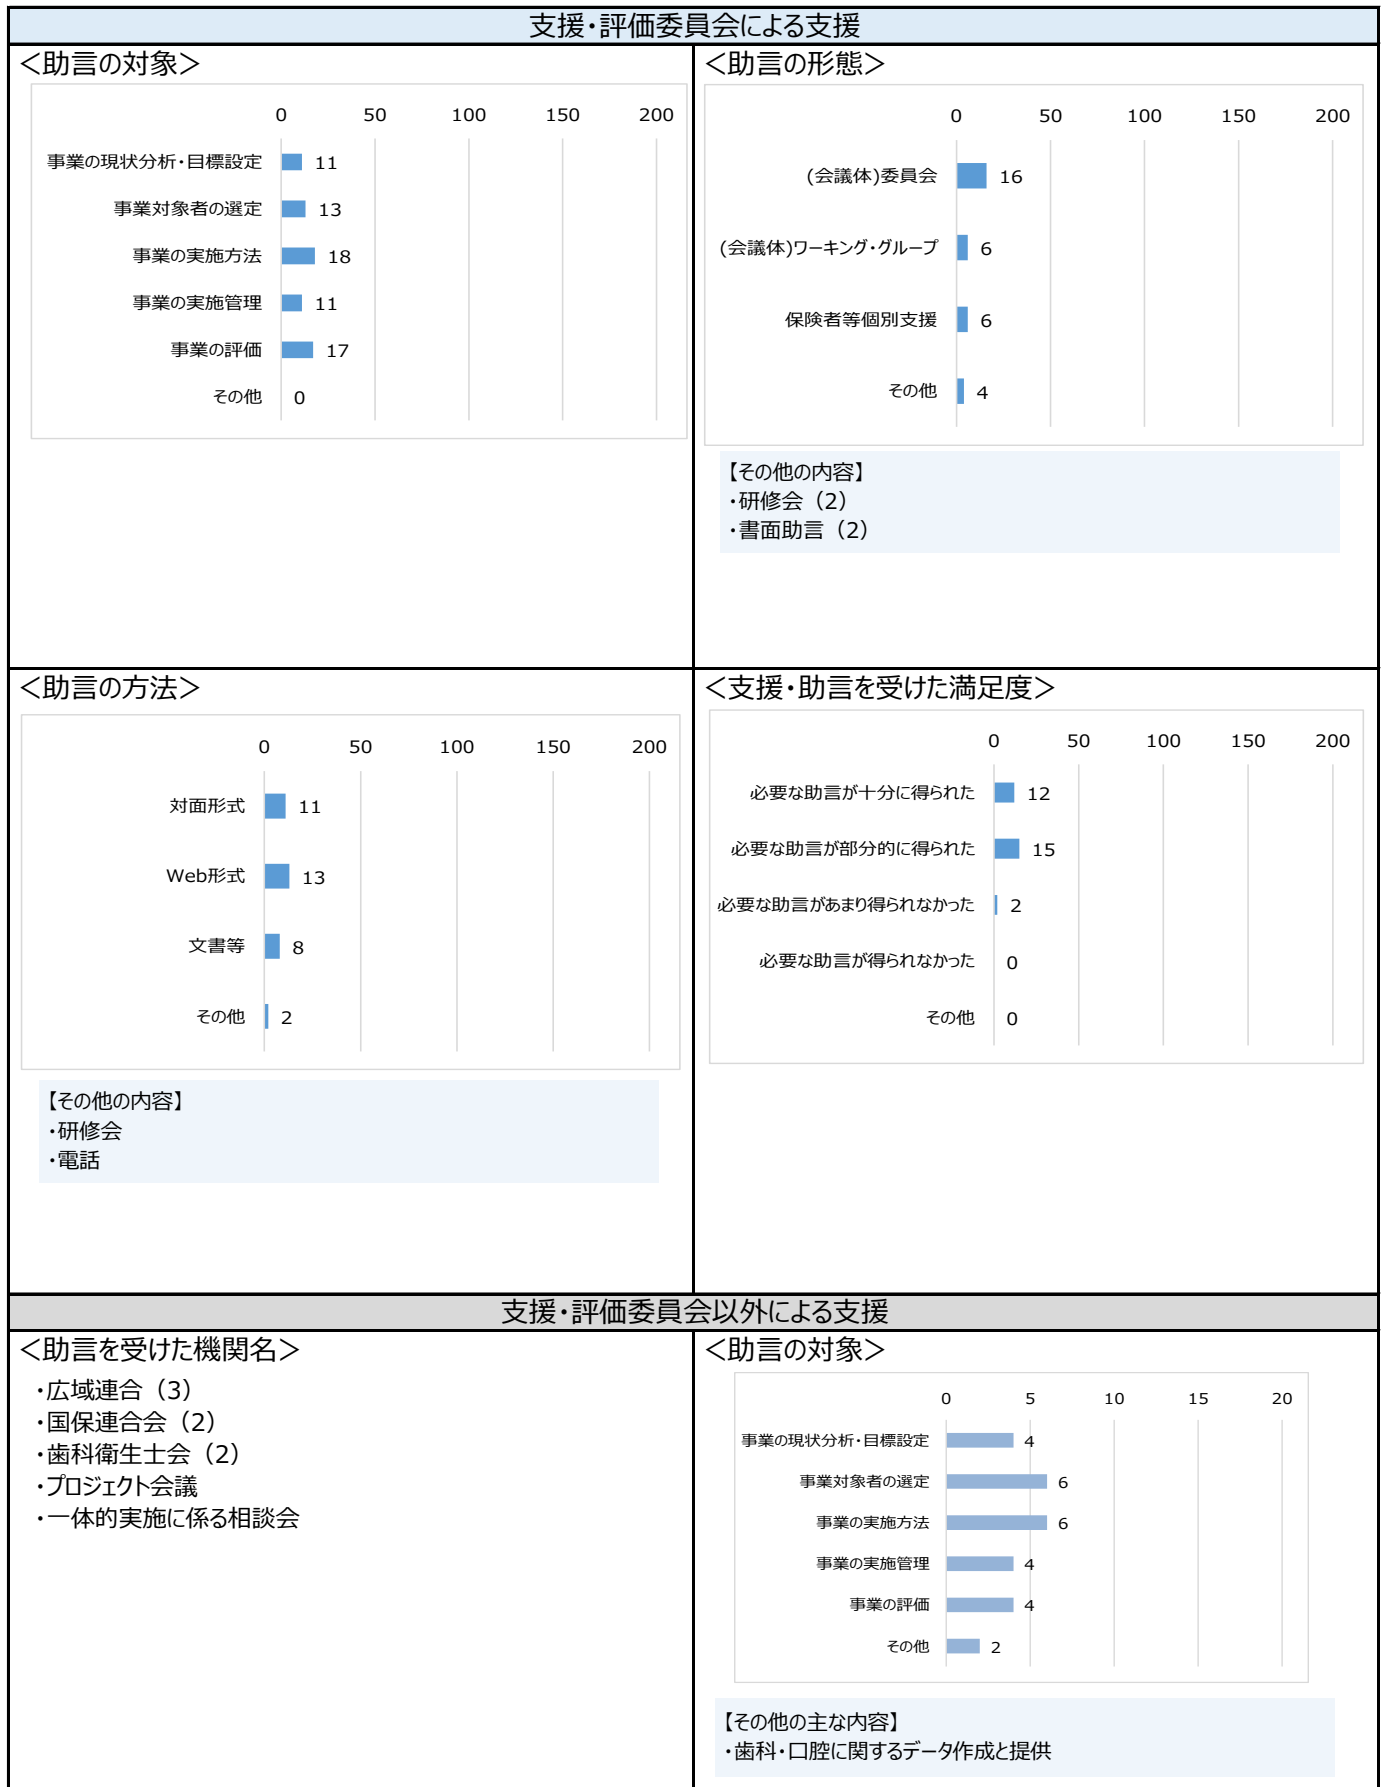 支援・評価委員会による支援
＜助言の対象＞
0 50 100 150 200
事業の現状分析・目標設定 11
事業対象者の選定 13
事業の実施方法 18
事業の実施管理 11
事業の評価 17
その他 0
＜助言の形態＞
0 50 100 150 200
(会議体)委員会 16
(会議体)ワーキング・グループ 6
保険者等個別支援 6
その他 4
【その他の内容】
・研修会（2）
・書面助言（2）
＜助言の方法＞
0 50 100 150 200
対面形式 11
Web形式 13
文書等 8
その他 2
【その他の内容】
・研修会
・電話
＜支援・助言を受けた満足度＞
0 50 100 150 200
必要な助言が十分に得られた 12
必要な助言が部分的に得られた 15
必要な助言があまり得られなかった 2
必要な助言が得られなかった 0
その他 0
支援・評価委員会以外による支援
＜助言を受けた機関名＞
・広域連合（3）
・国保連合会（2）
・歯科衛生士会（2）
・プロジェクト会議
・一体的実施に係る相談会
＜助言の対象＞
0 5 10 15 20
事業の現状分析・目標設定 4
事業対象者の選定 6
事業の実施方法 6
事業の実施管理 4
事業の評価 4
その他 2
【その他の主な内容】
・歯科・口腔に関するデータ作成と提供